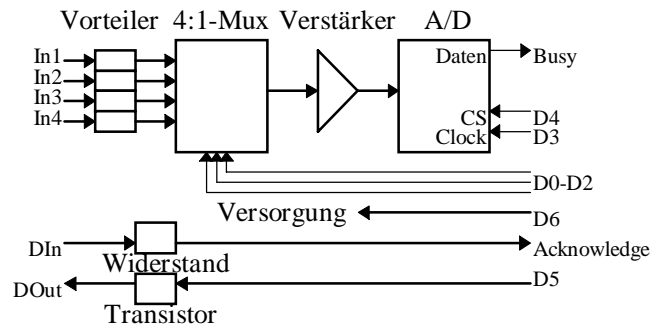 Vorteiler 4:1-Mux Verstärker A/D
In1
In2
In3
In4
Daten
Busy
CS
D4
Clock
D3
D0-D2
Versorgung
D6
DIn
Acknowledge
Widerstand
DOut
D5
Transistor